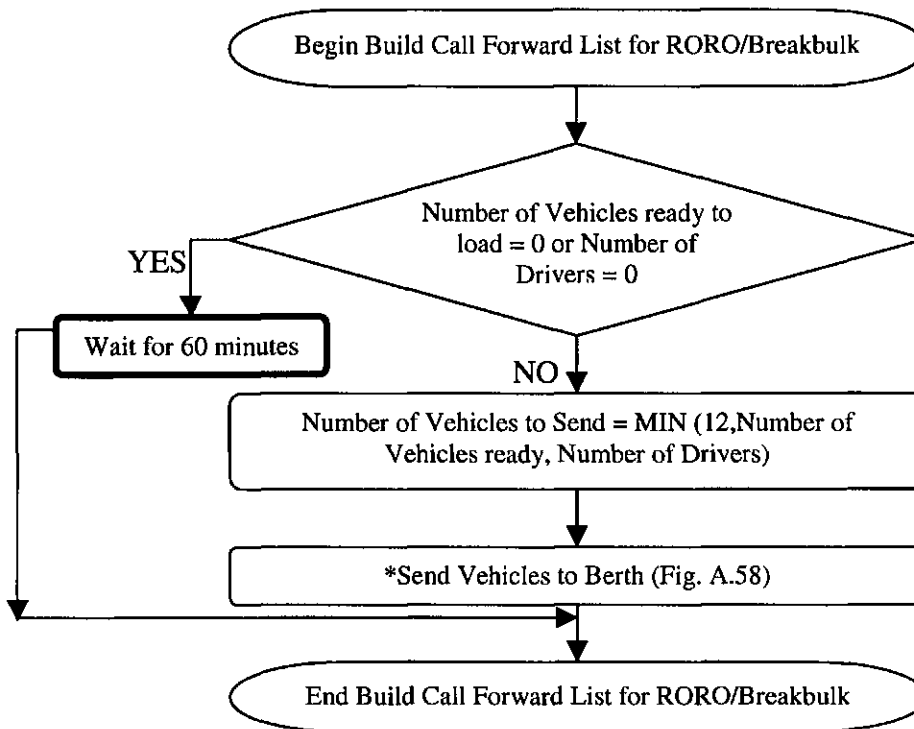 Begin Build Call Forward List for RORO/Breakbulk
Number of Vehicles ready to
load = 0 or Number of
Drivers = 0
YES
Wait for 60 minutes
NO
Number of Vehicles to Send = MIN (12,Number of
Vehicles ready, Number of Drivers)
*Send Vehicles to Berth (Fig. A.58)
End Build Call Forward List for RORO/Breakbulk